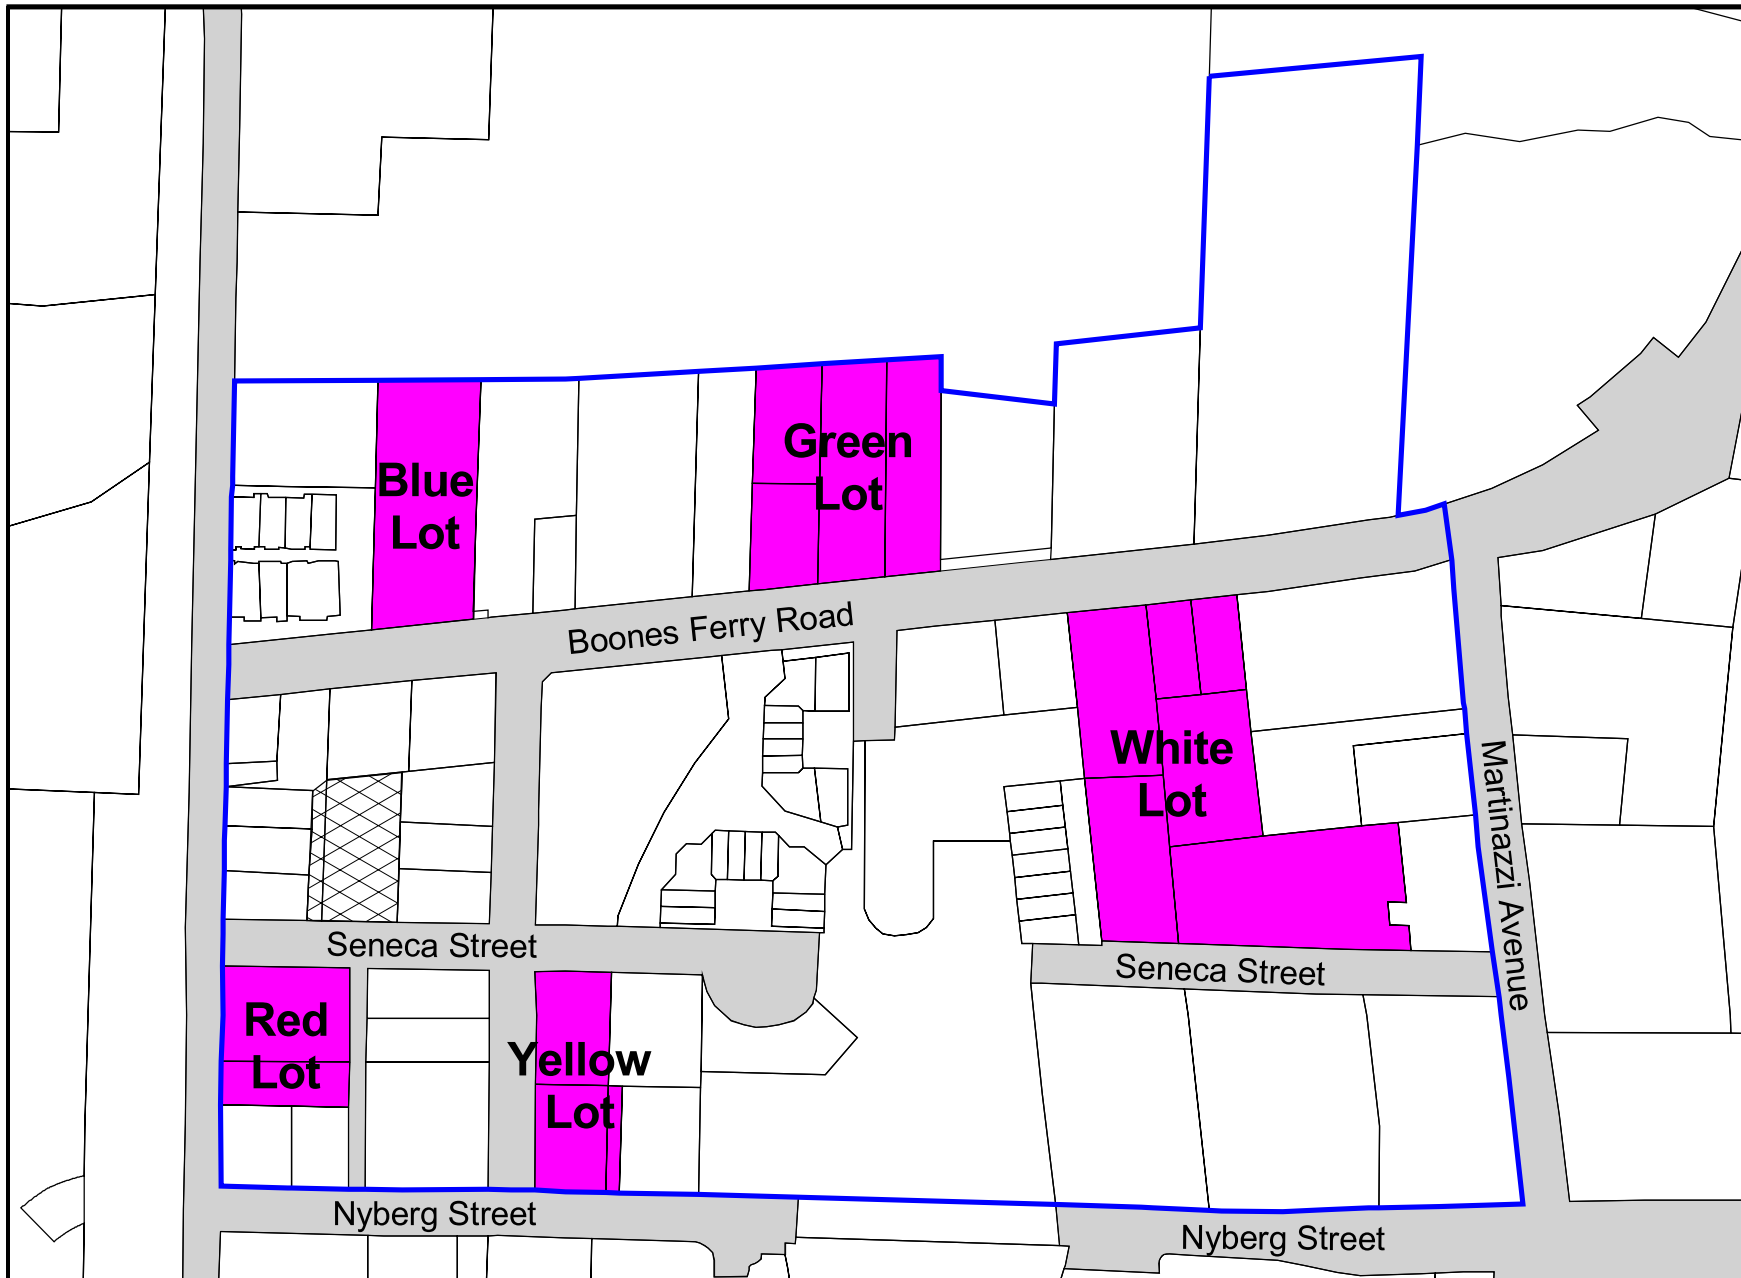 Green
Lot
Blue
Lot
Boones Ferry Road
White
Lot
Martinazzi Avenue
Seneca Street
Seneca Street
Red
Lot
Yellow
Lot
Nyberg Street
Nyberg Street